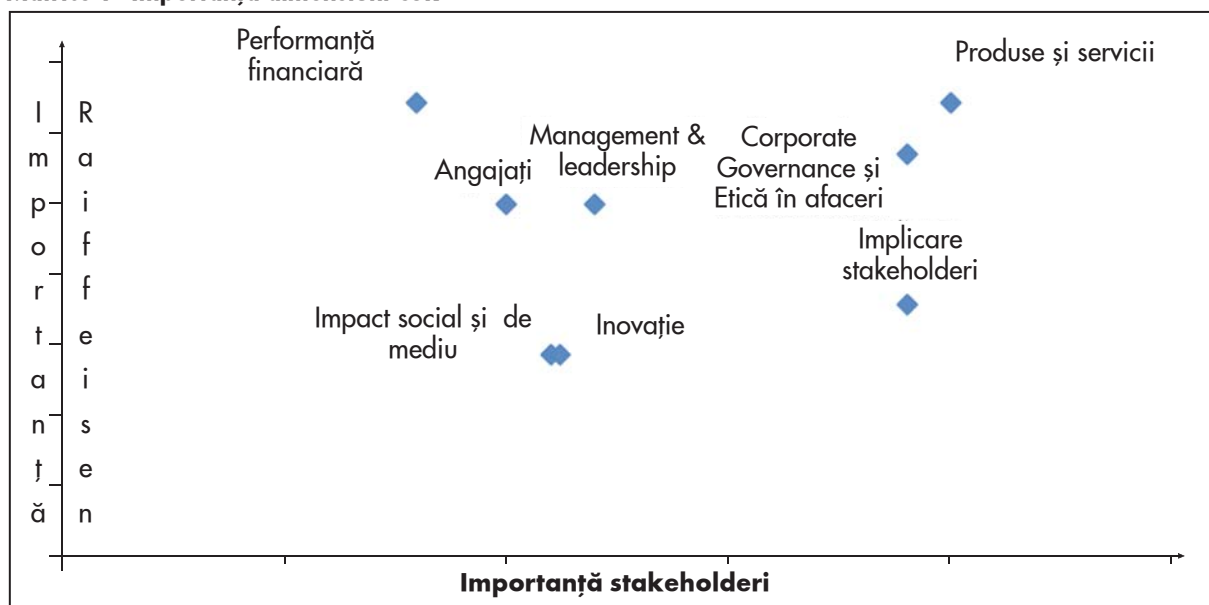 Performanță
financiară
Produse și servicii
Management &
leadership
Corporate
Governance și
Etică în afaceri
Angajați
Implicare
stakeholderi
Impact social și de
mediu
Inovație
Importanță
Raiffeisen
Importanță stakeholderi